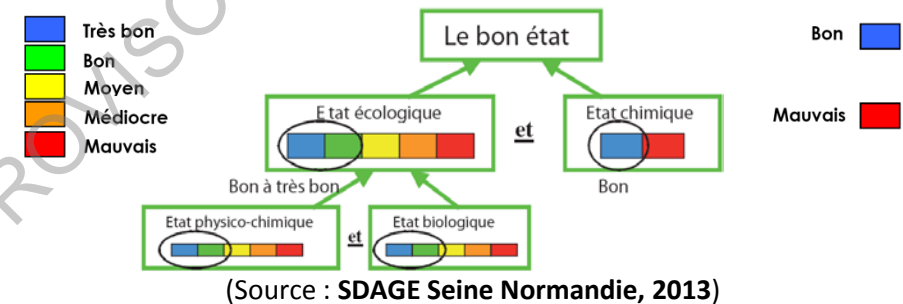 Très bon
Bon
Moyen
Médiocre
Mauvais
Le bon état
Bon
Mauvais
E tat écologique
et
Etat chimique
Bon à très bon
Bon
Etat physico-chimique
et
Etat biologique
(Source : SDAGE Seine Normandie, 2013)